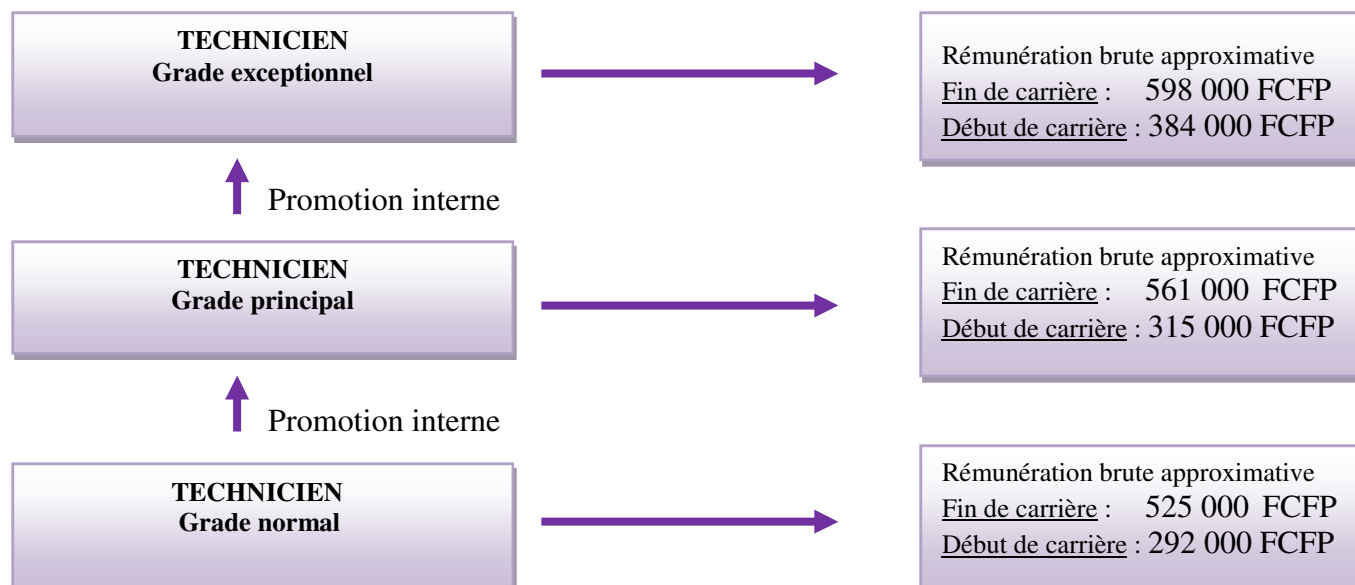 TECHNICIEN
Grade exceptionnel
Rémunération brute approximative
Fin de carrière : 598 000 FCFP
Début de carrière : 384 000 FCFP
Promotion interne
TECHNICIEN
Grade principal
Rémunération brute approximative
Fin de carrière : 561 000 FCFP
Début de carrière : 315 000 FCFP
Promotion interne
TECHNICIEN
Grade normal
Rémunération brute approximative
Fin de carrière : 525 000 FCFP
Début de carrière : 292 000 FCFP